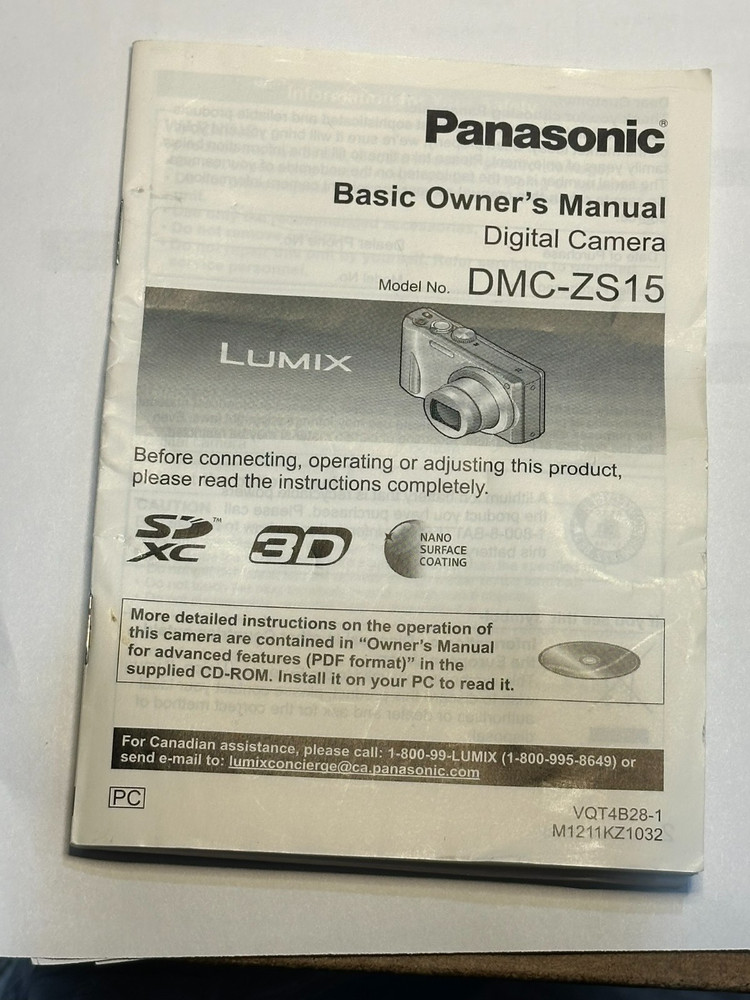 Panasonic®
Basic Owner's Manual
Digital Camera
Model No. DMC-ZS15
LUMIX
Before connecting, operating or adjusting this product,
please read the instructions completely.
SD XC™
3D
NANO
SURFACE
COATING
More detailed instructions on the operation of
this camera are contained in “Owner's Manual
for advanced features (PDF format)” in the
supplied CD-ROM. Install it on your PC to read it.
For Canadian assistance, please call: 1-800-99-LUMIX (1-800-995-8649) or
send e-mail to: lumixconcierge@ca.panasonic.com
PC
VQT4B28-1
M1211KZ1032